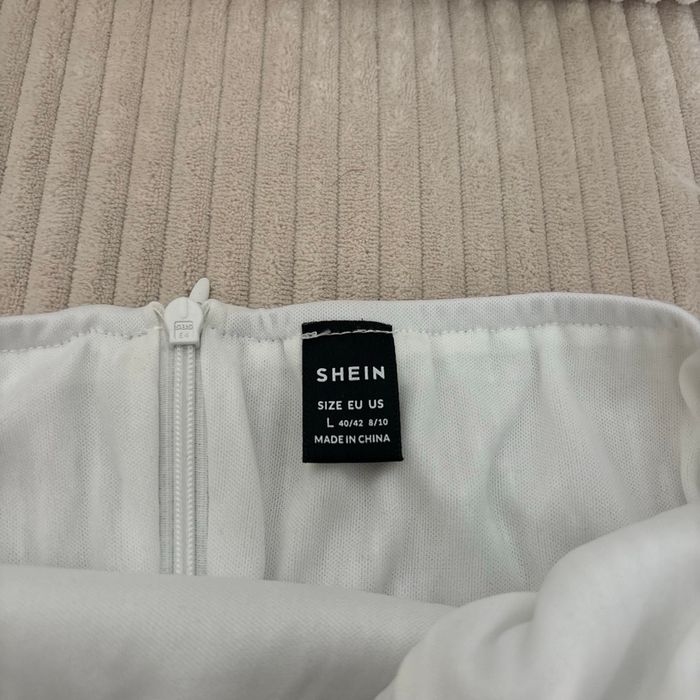 SHEIN
SIZE EU US
L 40/42 8/10
MADE IN CHINA